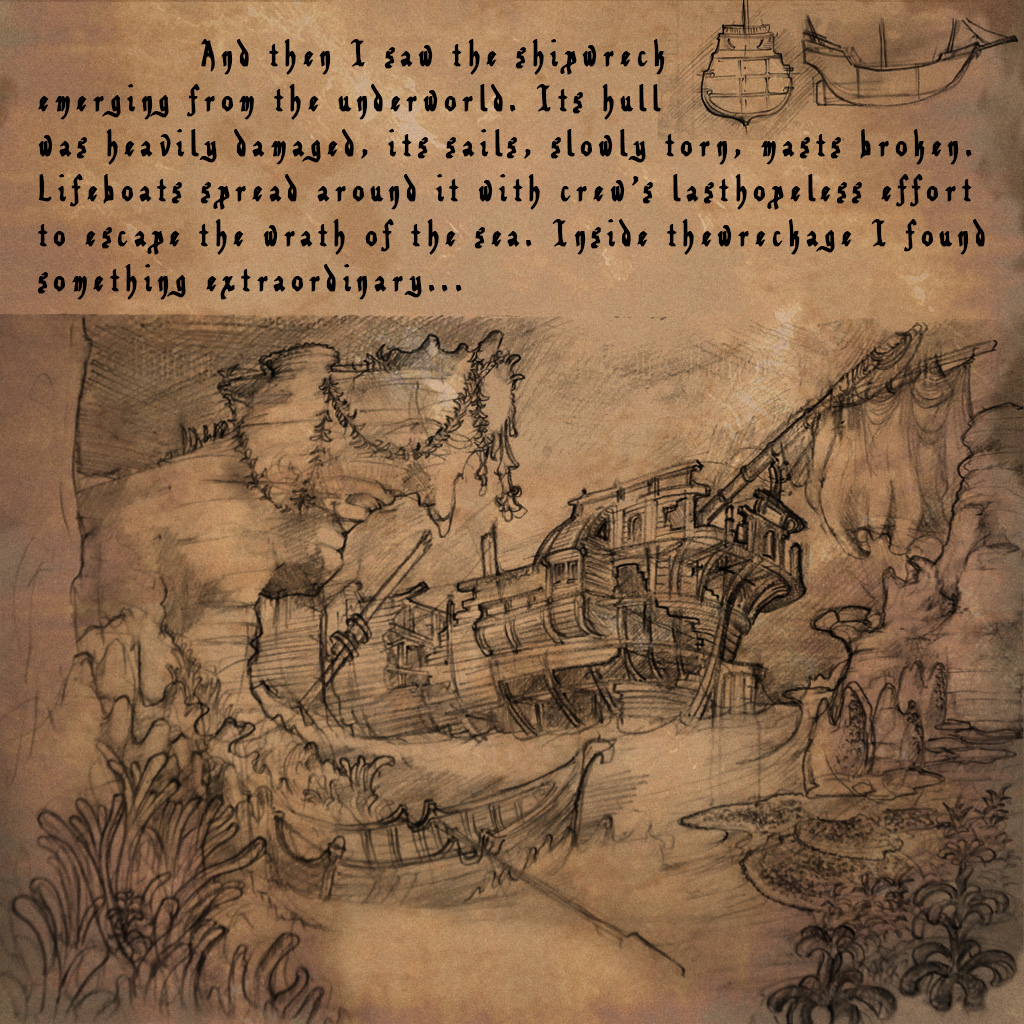 And then I saw the shipwreck
emerging from the underworld. Its hull
was heavily damaged, its sails, slowly torn, masts broken.
Lifeboats spread around it with crew's lasthopeless effort
to escape the wrath of the sea. Inside thewreckage I found
something extraordinary...